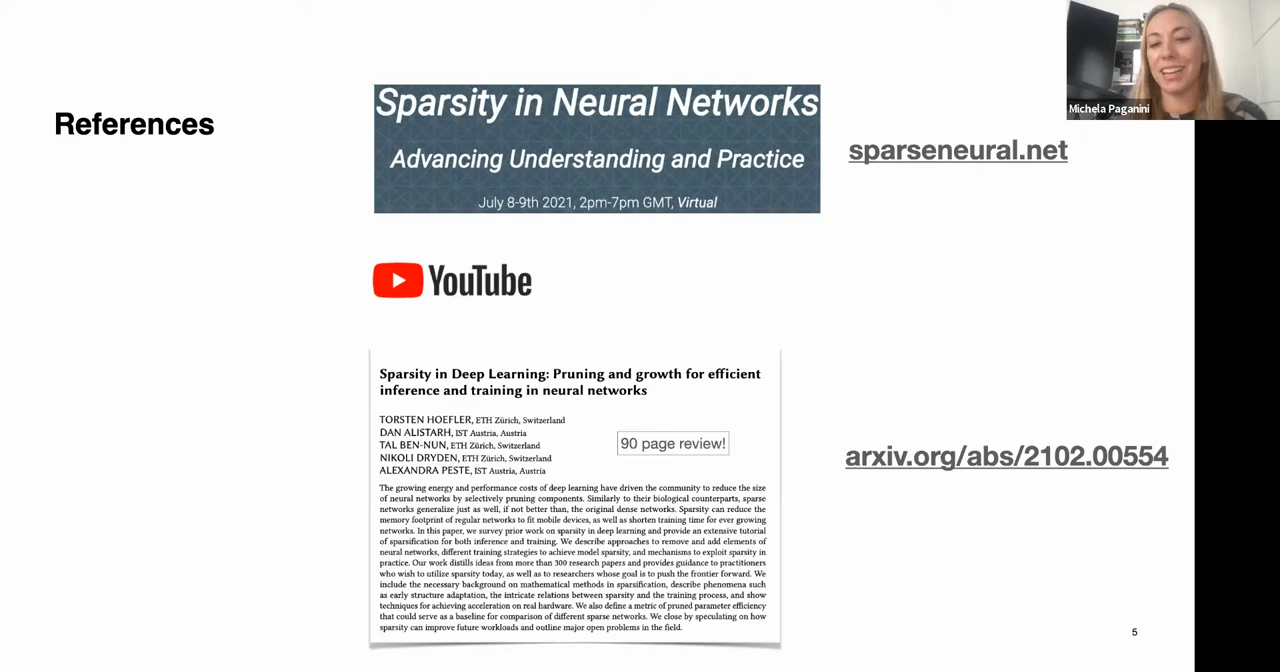 Michela Paganini
References
Sparsity in Neural Networks
Advancing Understanding and Practice
July 8-9th 2021, 2pm-7pm GMT, Virtual
sparseneural.net
YouTube
Sparsity in Deep Learning: Pruning and growth for efficient
inference and training in neural networks
TORSTEN HOEFLER, ETH Zürich, Switzerland
DAN ALISTARH, IST Austria, Austria
TAL BEN-NUN, ETH Zürich, Switzerland
NIKOLI DRYDEN, ETH Zürich, Switzerland
ALEXANDRA PESTE, IST Austria, Austria
90 page review!
arxiv.org/abs/2102.00554
The growing energy and performance costs of deep learning have driven the community to reduce the size
of neural networks by selectively pruning components. Similarly to their biological counterparts, sparse
networks generalize just as well, if not better than, the original dense networks. Sparsity can reduce the
memory footprint of regular networks to fit mobile devices, as well as shorten training time for ever growing
networks. In this paper, we survey prior work on sparsity in deep learning and provide an extensive tutorial
of sparsification for both inference and training. We describe approaches to remove and add elements of
neural networks, different training strategies to achieve model sparsity, and mechanisms to exploit sparsity in
practice. Our work distills ideas from more than 300 research papers and provides guidance to practitioners
who wish to utilize sparsity today, as well as to researchers whose goal is to push the frontier forward. We
include the necessary background on mathematical methods in sparsification, describe phenomena such
as early structure adaptation, the intricate relations between sparsity and the training process, and show
techniques for achieving acceleration on real hardware. We also define a metric of pruned parameter efficiency
that could serve as a baseline for comparison of different sparse networks. We close by speculating on how
sparsity can improve future workloads and outline major open problems in the field.
5